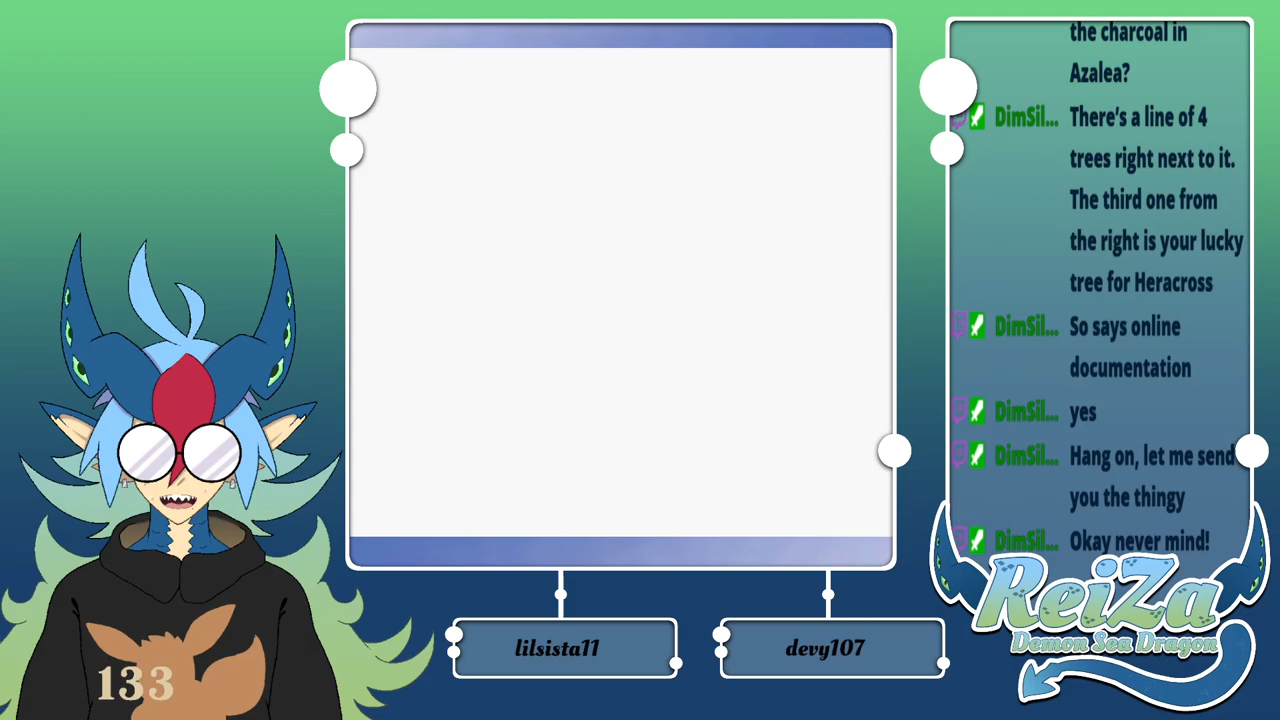 the charcoal in
Azalea?
DimSil... There's a line of 4
trees right next to it.
The third one from
the right is your lucky
tree for Heracross
DimSil... So says online
documentation
DimSil... yes
DimSil... Hang on, let me send
you the thingy
DimSil... Okay never mind!
ReiZa
Demon Sea Dragon
lilsista11
devy107
133